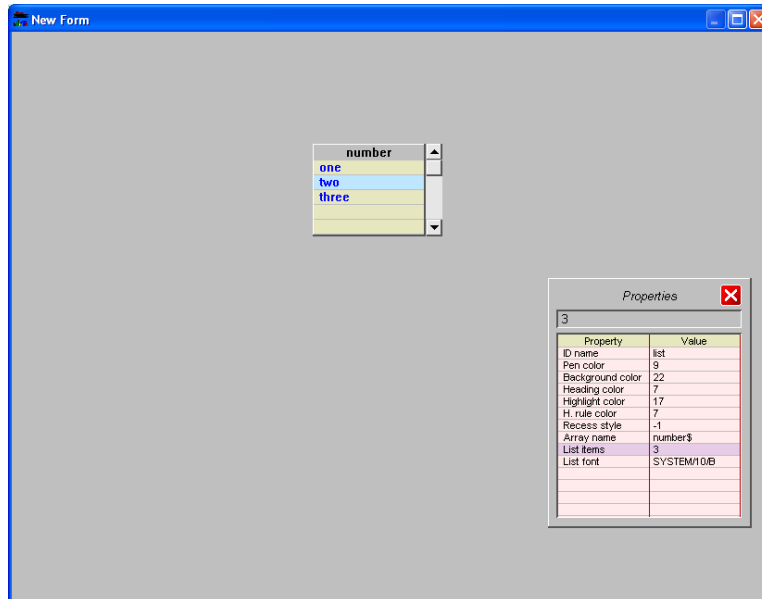 New Form
number
one
two
three
Properties
3
Property Value
ID name list
Pen color 9
Background color 22
Heading color 7
Highlight color 17
H. rule color 7
Recess style -1
Array name number$
List items 3
List font SYSTEM/10/B